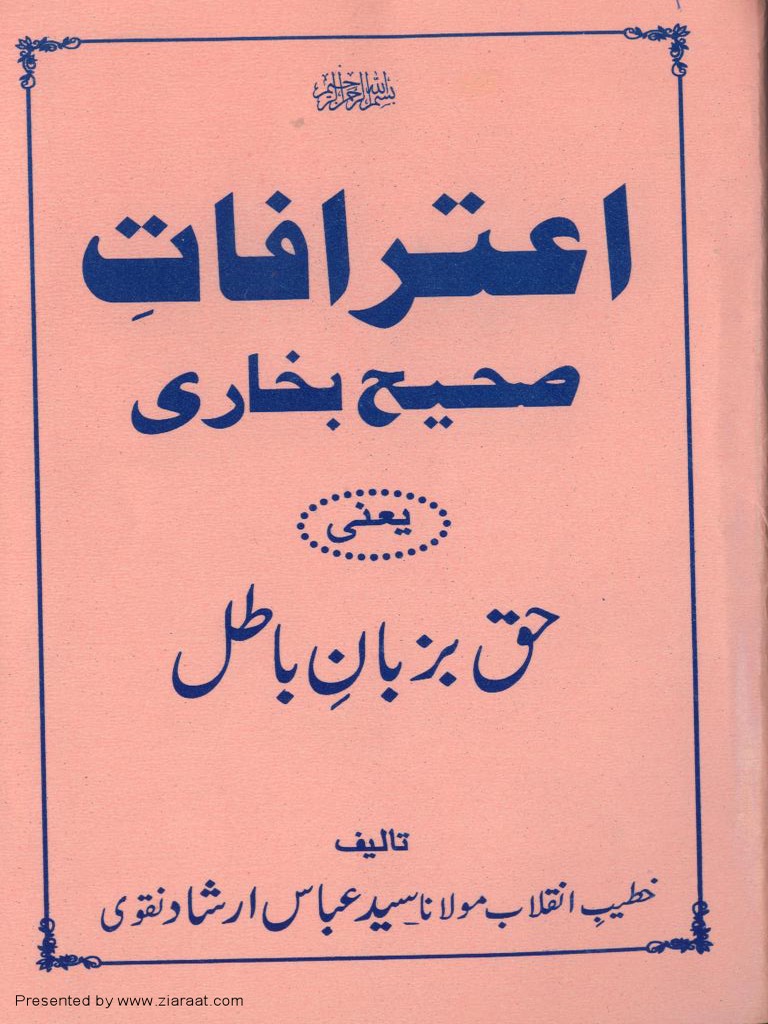 بسم الله الرحمن الرحیم
اعترافاتِ
صحیح بخاری
یعنی
حق بزبانِ باطل
تالیف
خطیبِ انقلاب مولانا سید عباس ارشاد نقوی
Presented by www.ziaraat.com